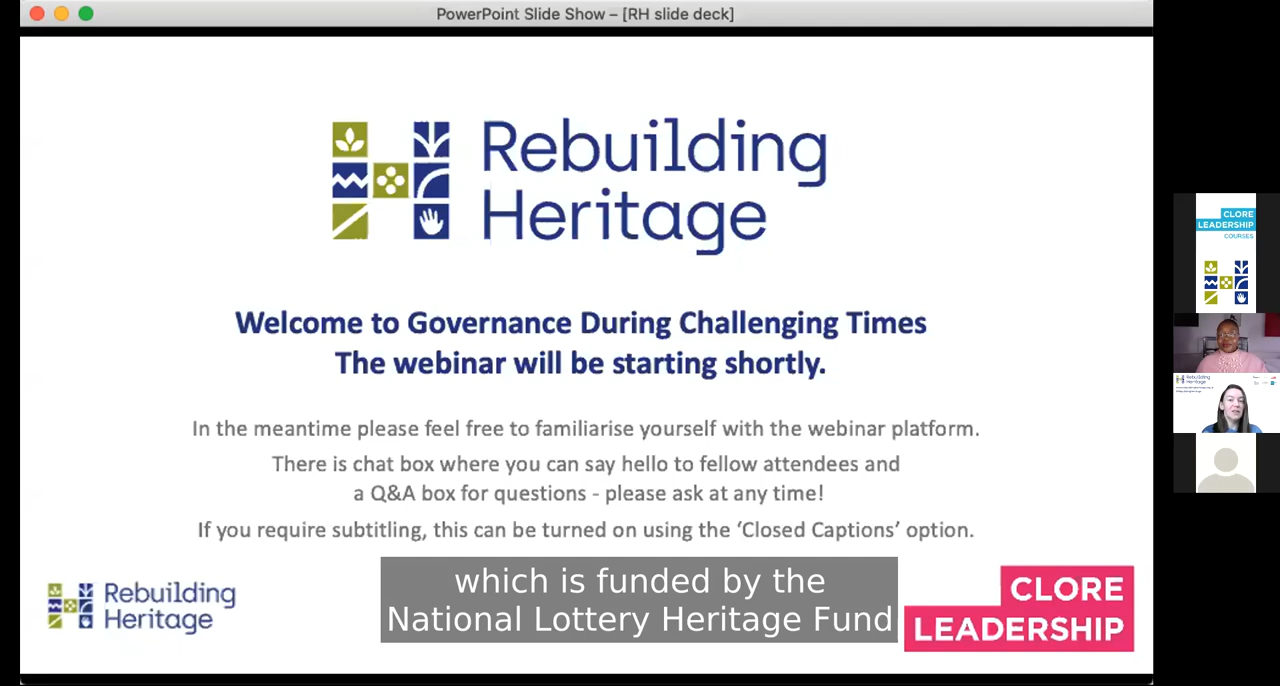 PowerPoint Slide Show – [RH slide deck]
Rebuilding
Heritage
Welcome to Governance During Challenging Times
The webinar will be starting shortly.
In the meantime please feel free to familiarise yourself with the webinar platform.
There is chat box where you can say hello to fellow attendees and
a Q&A box for questions - please ask at any time!
If you require subtitling, this can be turned on using the ‘Closed Captions’ option.
Rebuilding
Heritage
which is funded by the
National Lottery Heritage Fund
CLORE
LEADERSHIP
CLORE
LEADERSHIP
COURSES
Rebuilding
Heritage